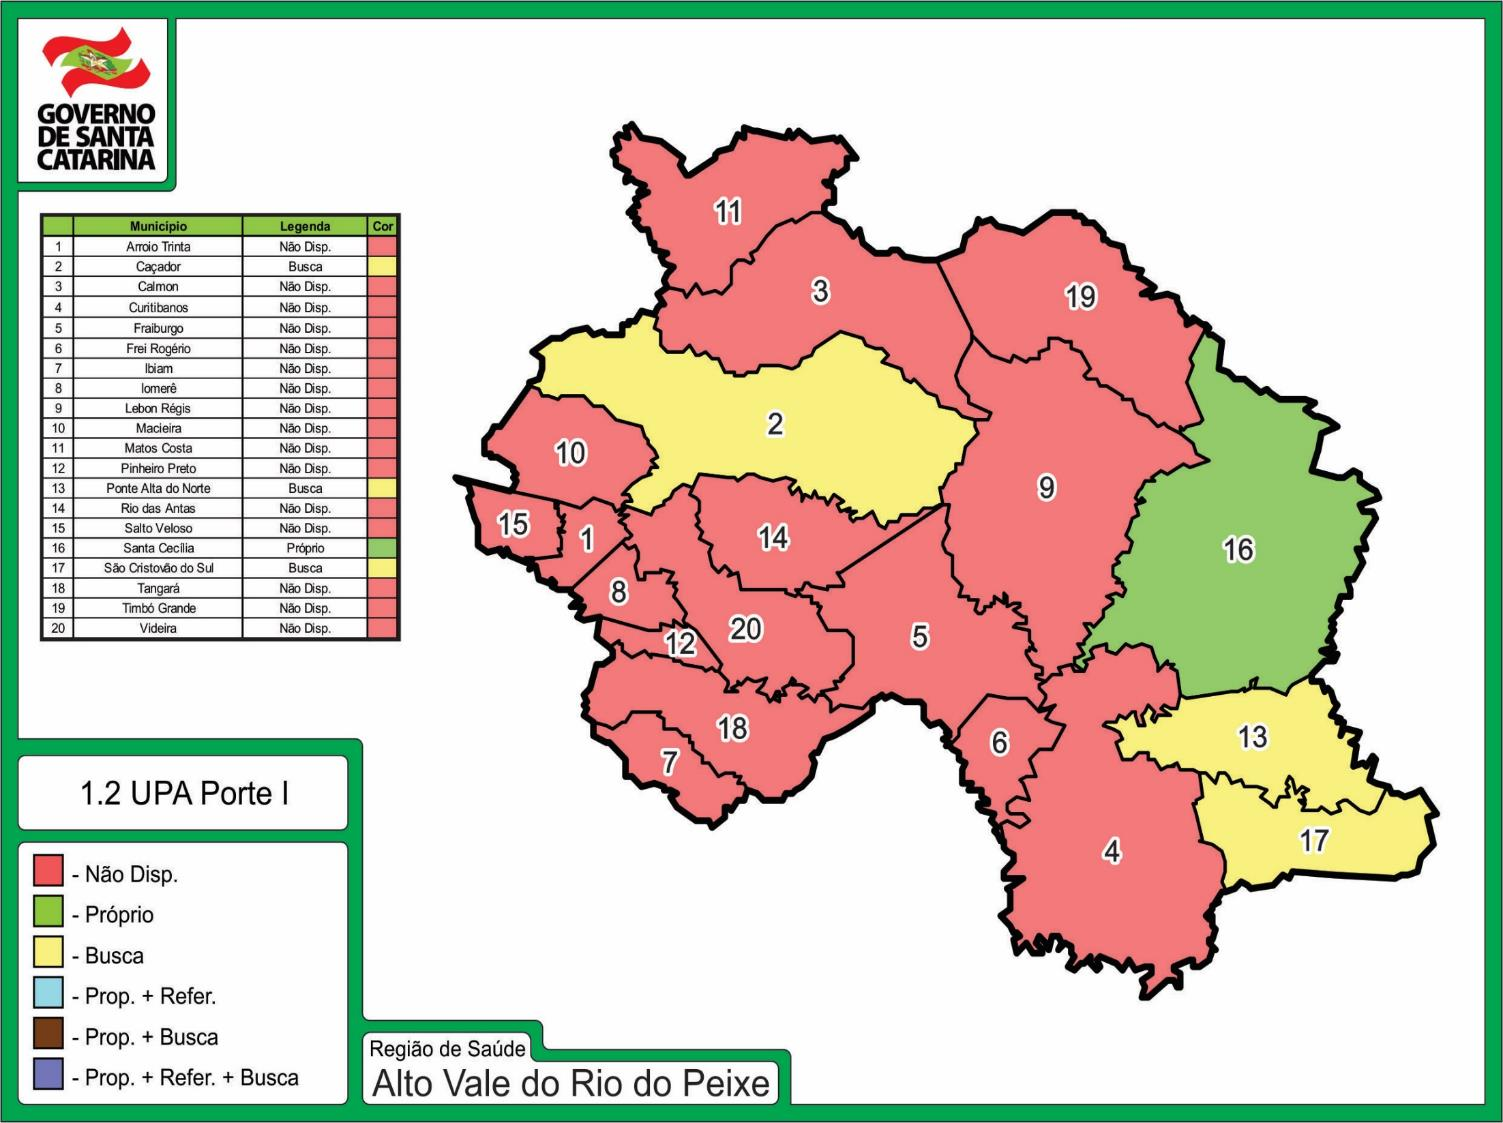 GOVERNO
DE SANTA
CATARINA
Município Legenda Cor
1 Arroio Trinta Não Disp.
2 Caçador Busca
3 Calmon Não Disp.
4 Curitibanos Não Disp.
5 Fraiburgo Não Disp.
6 Frei Rogério Não Disp.
7 Ibiam Não Disp.
8 Iomerê Não Disp.
9 Lebon Régis Não Disp.
10 Macieira Não Disp.
11 Matos Costa Não Disp.
12 Pinheiro Preto Não Disp.
13 Ponte Alta do Norte Busca
14 Rio das Antas Não Disp.
15 Salto Veloso Não Disp.
16 Santa Cecília Próprio
17 São Cristovão do Sul Busca
18 Tangará Não Disp.
19 Timbó Grande Não Disp.
20 Videira Não Disp.
11
3
19
2
10
9
15
1
14
16
8
20
5
12
18
6
13
7
17
4
1.2 UPA Porte I
- Não Disp.
- Próprio
- Busca
- Prop. + Refer.
- Prop. + Busca
- Prop. + Refer. + Busca
Região de Saúde
Alto Vale do Rio do Peixe